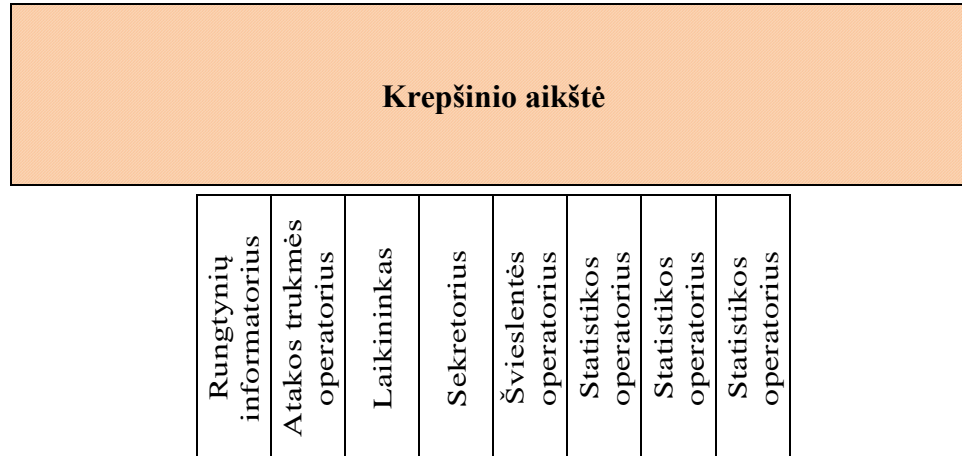 Krepšinio aikštė
Rungtynių
informatorius
Atakos trukmės
operatorius
Laikininkas
Sekretorius
Švieslentės
operatorius
Statistikos
operatorius
Statistikos
operatorius
Statistikos
operatorius